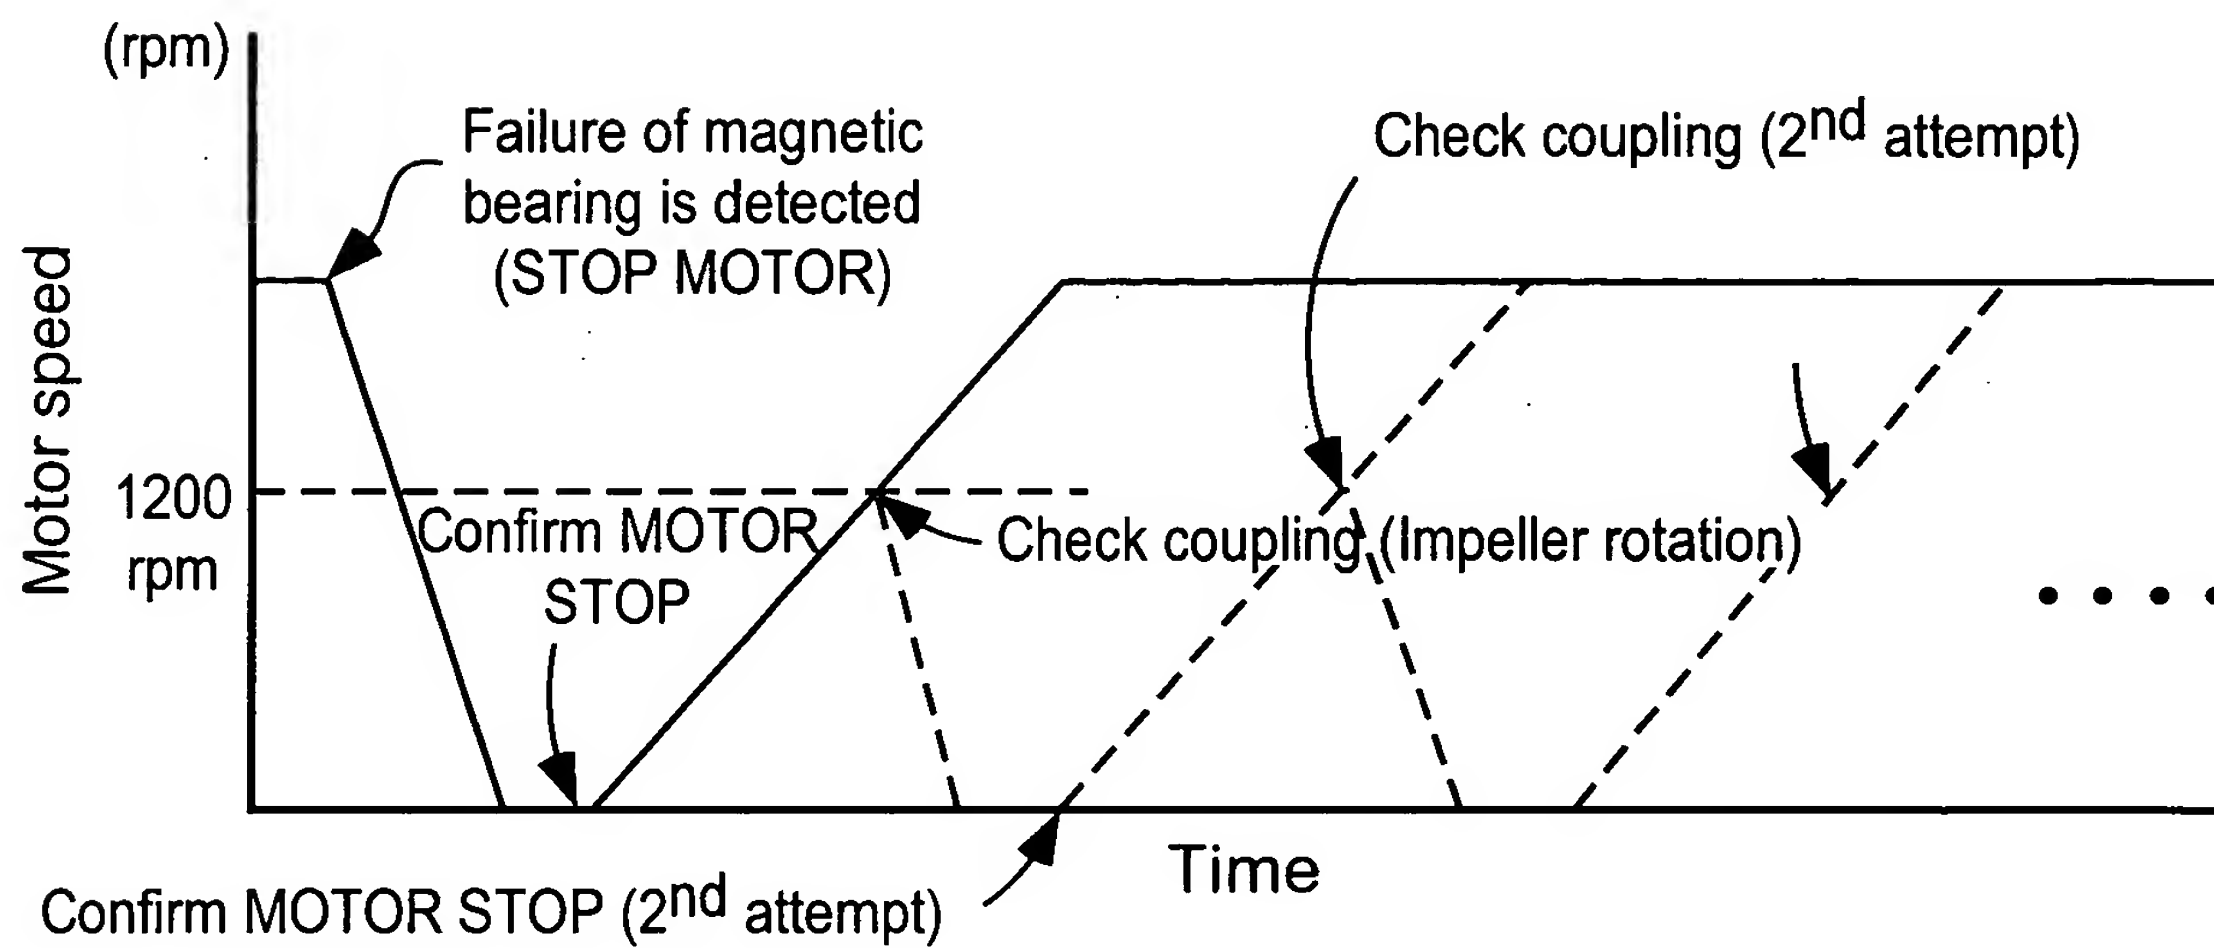 (rpm)
Failure of magnetic
bearing is detected
(STOP MOTOR)
Check coupling (2nd attempt)
Motor speed
1200
rpm
Confirm MOTOR
STOP
Check coupling (Impeller rotation)
Time
Confirm MOTOR STOP (2nd attempt)